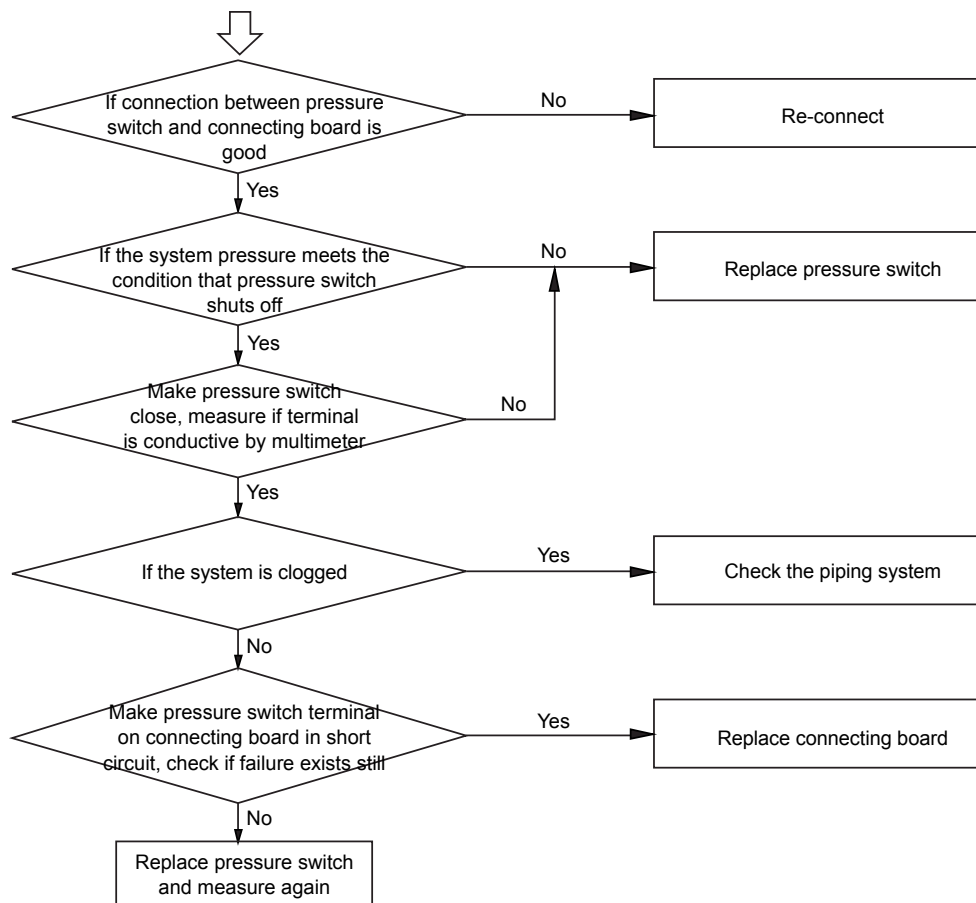 If connection between pressure
switch and connecting board is
good
No
Re-connect
Yes
If the system pressure meets the
condition that pressure switch
shuts off
No
Replace pressure switch
Yes
Make pressure switch
close, measure if terminal
is conductive by multimeter
No
Yes
If the system is clogged
Yes
Check the piping system
No
Make pressure switch terminal
on connecting board in short
circuit, check if failure exists still
Yes
Replace connecting board
No
Replace pressure switch
and measure again